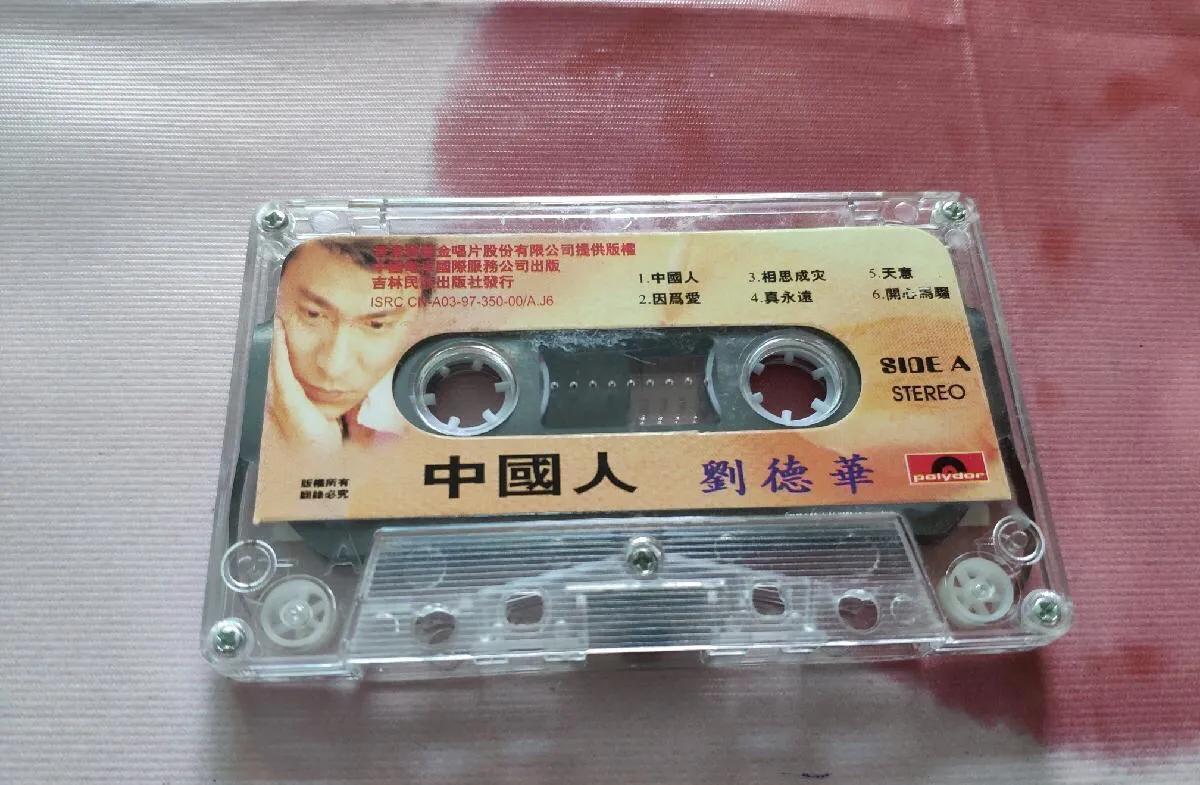 金唱片股份有限公司提供版權
國際服務公司出版
吉林民族出版社發行
ISRC CN-A03-97-350-00/A.J6
1.中國人
2.因爲愛
3.相思成灾
4.真永遠
5.天意
6.開心馬騮
SIDE A
STEREO
版權所有
翻錄必究
中國人
劉德華
polydor
A